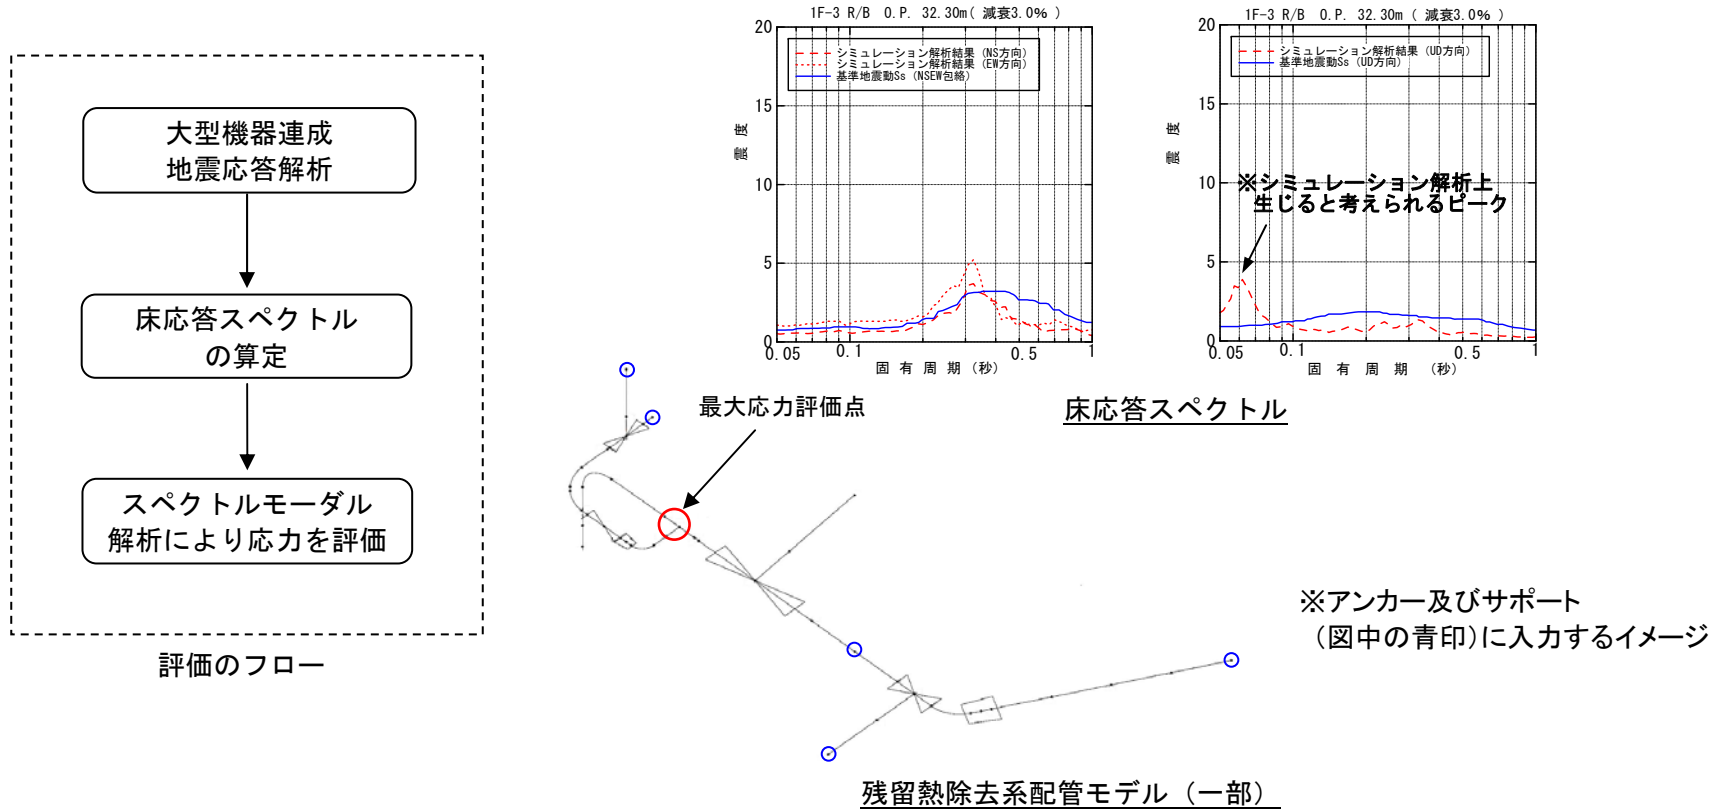 大型機器連成
地震応答解析
床応答スペクトル
の算定
スペクトルモーダル
解析により応力を評価
評価のフロー
1F-3 R/B O.P. 32.30m( 減衰3.0% )
20
15
10
5
0
震度
シミュレーション解析結果（NS方向）
シミュレーション解析結果（EW方向）
基準地震動Ss（NSEW包絡）
0.05
0.1
0.5
1
固有周期（秒）
1F-3 R/B O.P. 32.30m( 減衰3.0% )
20
15
10
5
0
震度
シミュレーション解析結果（UD方向）
基準地震動Ss（UD方向）
※シミュレーション解析上
生じると考えられるピーク
0.05
0.1
0.5
1
固有周期（秒）
床応答スペクトル
最大応力評価点
※アンカー及びサポート
（図中の青印）に入力するイメージ
残留熱除去系配管モデル（一部）